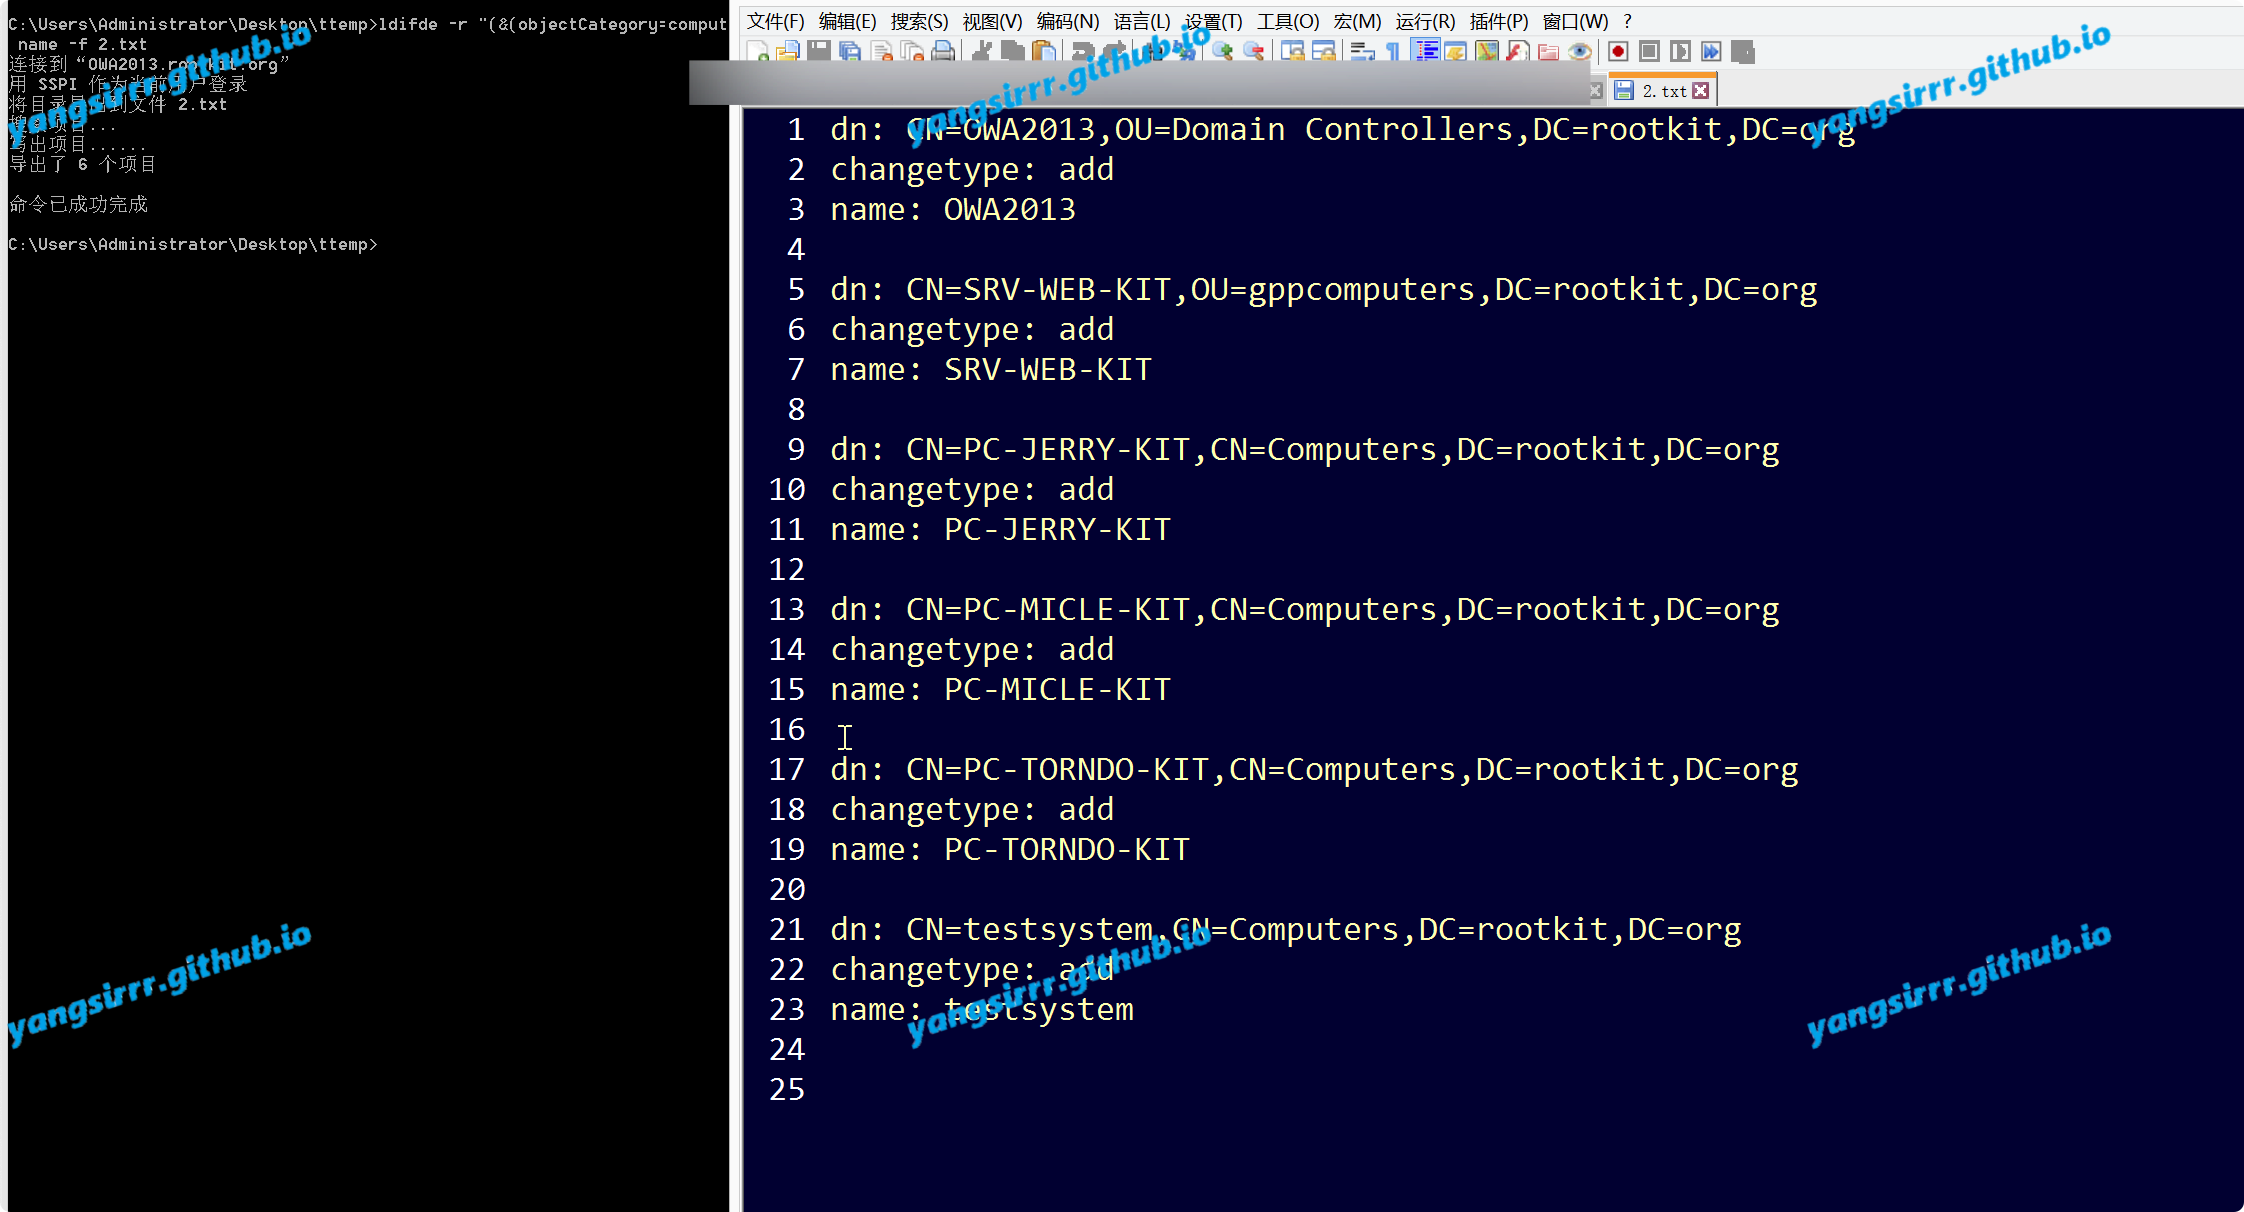 C:\Users\Administrator\Desktop\ttemp>ldifde -r "(&(objectCategory=comput
name -f 2.txt
连接到“OWA2013.rootkit.org”
用 SSPI 作为当前用户登录
将目录导出到文件 2.txt
搜索项目...
写出项目......
导出了 6 个项目
命令已成功完成
C:\Users\Administrator\Desktop\ttemp>
文件(F) 编辑(E) 搜索(S) 视图(V) 编码(N) 语言(L) 设置(T) 工具(O) 宏(M) 运行(R) 插件(P) 窗口(W) ?
2.txt
1 dn: CN=OWA2013,OU=Domain Controllers,DC=rootkit,DC=org
2 changetype: add
3 name: OWA2013
4
5 dn: CN=SRV-WEB-KIT,OU=gppcomputers,DC=rootkit,DC=org
6 changetype: add
7 name: SRV-WEB-KIT
8
9 dn: CN=PC-JERRY-KIT,CN=Computers,DC=rootkit,DC=org
10 changetype: add
11 name: PC-JERRY-KIT
12
13 dn: CN=PC-MICLE-KIT,CN=Computers,DC=rootkit,DC=org
14 changetype: add
15 name: PC-MICLE-KIT
16
17 dn: CN=PC-TORNDO-KIT,CN=Computers,DC=rootkit,DC=org
18 changetype: add
19 name: PC-TORNDO-KIT
20
21 dn: CN=testsystem,CN=Computers,DC=rootkit,DC=org
22 changetype: add
23 name: testsystem
24
25
yangsirrr.github.io
yangsirrr.github.io
yangsirrr.github.io
yangsirrr.github.io
yangsirrr.github.io
yangsirrr.github.io